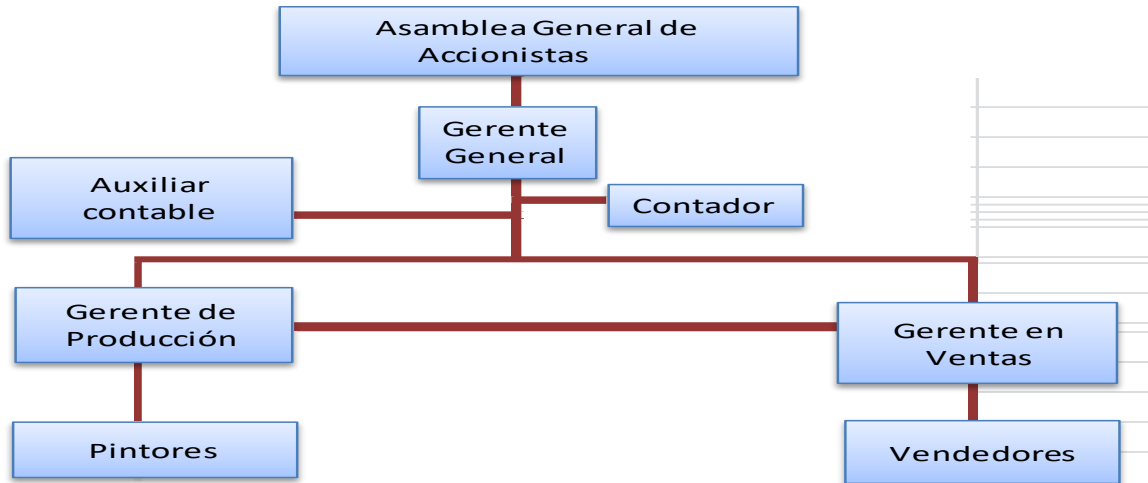 Asamblea General de
Accionistas
Gerente
General
Auxiliar
contable
Contador
Gerente de
Producción
Gerente en
Ventas
Pintores
Vendedores